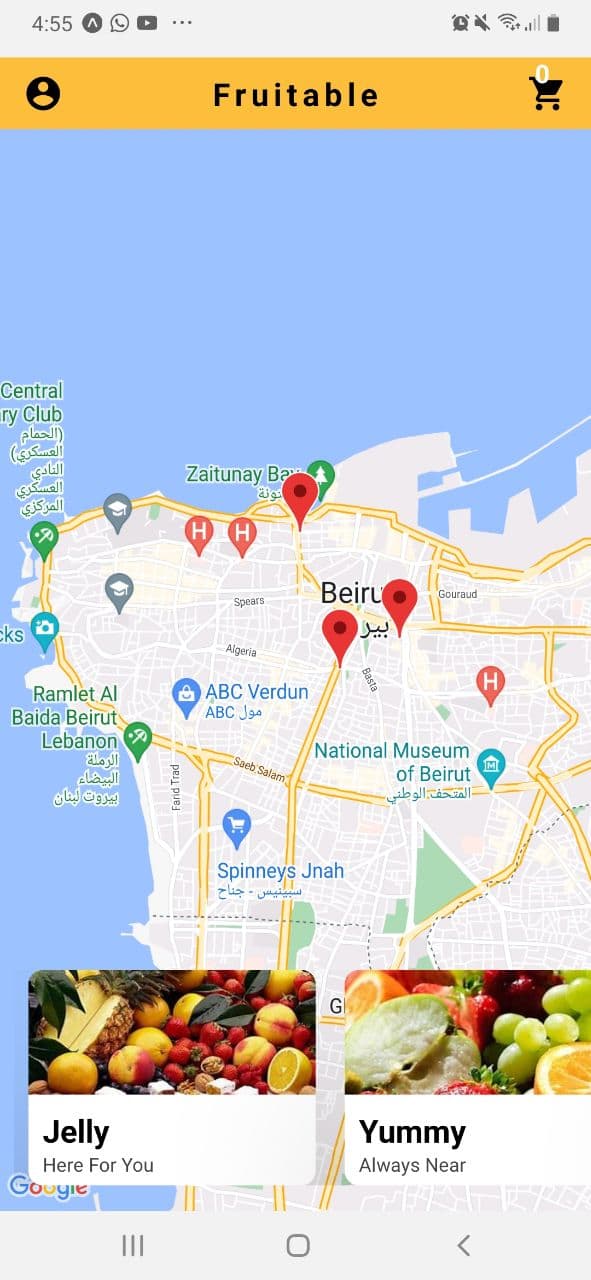 4:55
0
Fruitable
Central
ry Club
(الحمام
العسكري)
النادي
العسكري
المركزي
Zaitunay Bay
تونة
Beiru
بير
Spears
Gouraud
cks
Algeria
Basta
Ramlet Al
Baida Beirut
Lebanon
الرملة
البيضاء
بيروت لبنان
ABC Verdun
ABC مول
National Museum
of Beirut
المتحف الوطني
Saeb Salam
Farid Trad
Spinneys Jnah
سبينيس - جناح
G
Jelly
Here For You
Yummy
Always Near
Google